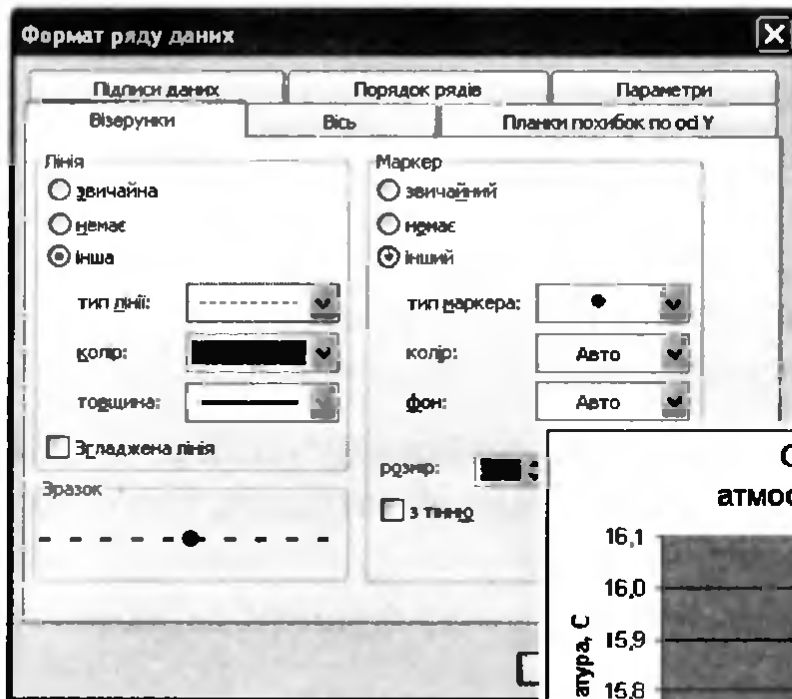 Формат ряду даних
Підписи даних
Порядок рядів
Параметри
Візерунки
Вісь
Планки похибок по осі Y
Лінія
звичайна
немає
інша
тип лінії:
колір:
товщина:
Згладжена лінія
Зразок
Маркер
звичайний
немає
інший
тип маркера:
колір:
Авто
фон:
Авто
розмір:
з тінню
С
атмос
16,1
16,0
15,9
15,8
атура, С